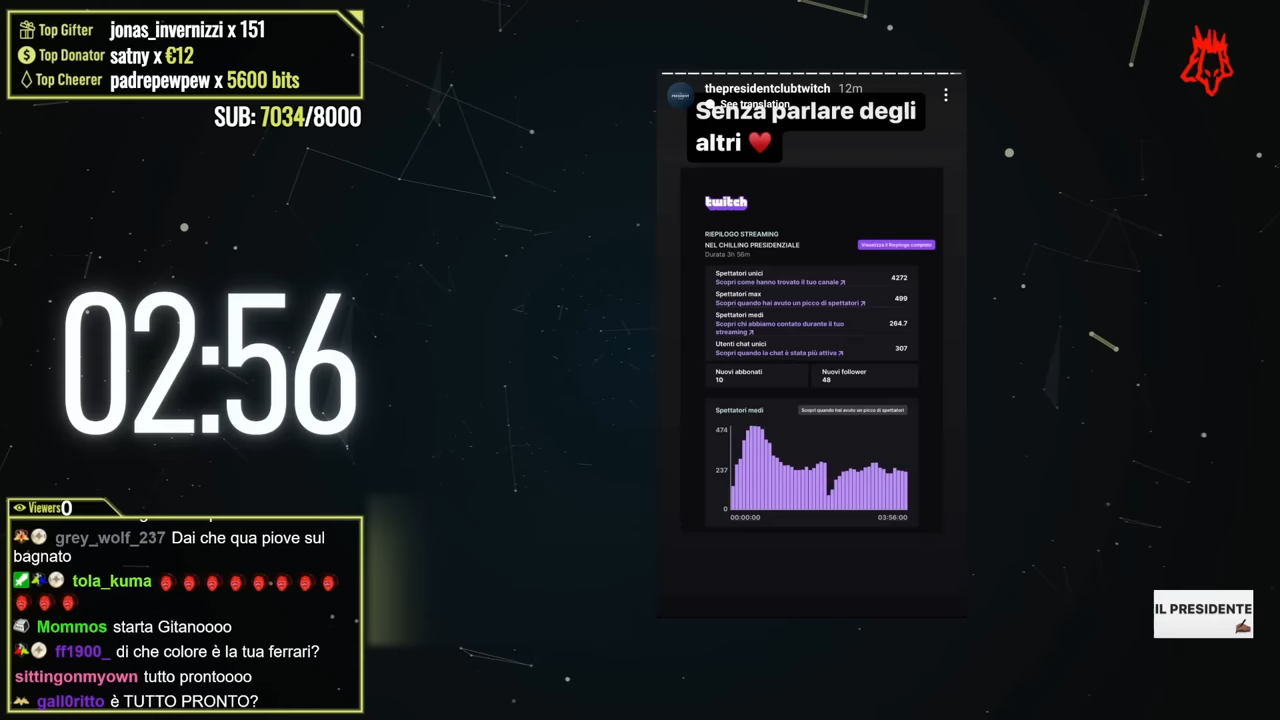 Top Gifter jonas_invernizzi x 151
Top Donator satny x €12
Top Cheerer padrepewpew x 5600 bits
SUB: 7034/8000
02:56
Viewers 0
grey_wolf_237 Dai che qua piove sul
bagnato
tola_kuma
Mommos starta Gitanoooo
ff1900_ di che colore è la tua ferrari?
sittingonmyown tutto prontoooo
gall0ritto è TUTTO PRONTO?
thepresidentclubtwitch 12m
See translation
Senza parlare degli
altri ❤️
twitch
RIEPILOGO STREAMING
NEL CHILLING PRESIDENZIALE
Visualizza il Riepilogo completo
Durata 3h 56m
Spettatori unici
Scopri come hanno trovato il tuo canale ↗
4272
Spettatori max
Scopri quando hai avuto un picco di spettatori ↗
499
Spettatori medi
Scopri chi abbiamo contato durante il tuo
streaming ↗
264.7
Utenti chat unici
Scopri quando la chat è stata più attiva ↗
307
Nuovi abbonati
10
Nuovi follower
48
Spettatori medi
Scopri quando hai avuto un picco di spettatori
474
237
0
00:00:00 03:56:00
IL PRESIDENTE